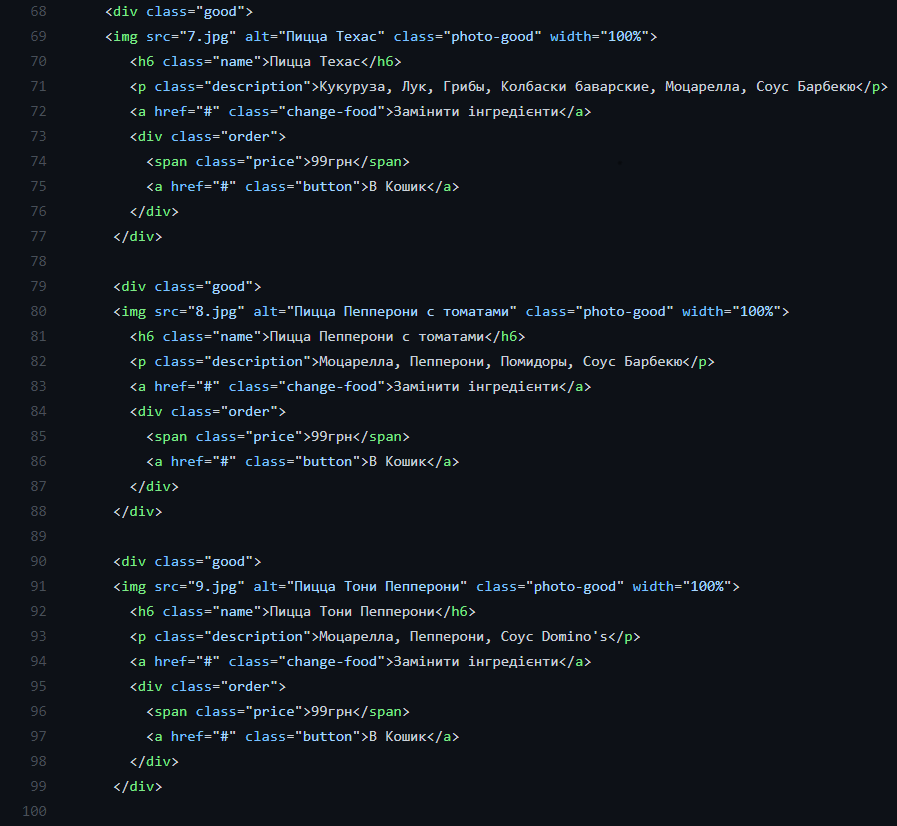 68 <div class="good">
69 <img src="7.jpg" alt="Пицца Техас" class="photo-good" width="100%">
70 <h6 class="name">Пицца Техас</h6>
71 <p class="description">Кукуруза, Лук, Грибы, Колбаски баварские, Моцарелла, Соус Барбекю</p>
72 <a href="#" class="change-food">Замінити інгредієнти</a>
73 <div class="order">
74 <span class="price">99грн</span>
75 <a href="#" class="button">В Кошик</a>
76 </div>
77 </div>
78
79 <div class="good">
80 <img src="8.jpg" alt="Пицца Пепперони с томатами" class="photo-good" width="100%">
81 <h6 class="name">Пицца Пепперони с томатами</h6>
82 <p class="description">Моцарелла, Пепперони, Помидоры, Соус Барбекю</p>
83 <a href="#" class="change-food">Замінити інгредієнти</a>
84 <div class="order">
85 <span class="price">99грн</span>
86 <a href="#" class="button">В Кошик</a>
87 </div>
88 </div>
89
90 <div class="good">
91 <img src="9.jpg" alt="Пицца Тони Пепперони" class="photo-good" width="100%">
92 <h6 class="name">Пицца Тони Пепперони</h6>
93 <p class="description">Моцарелла, Пепперони, Соус Domino's</p>
94 <a href="#" class="change-food">Замінити інгредієнти</a>
95 <div class="order">
96 <span class="price">99грн</span>
97 <a href="#" class="button">В Кошик</a>
98 </div>
99 </div>
100